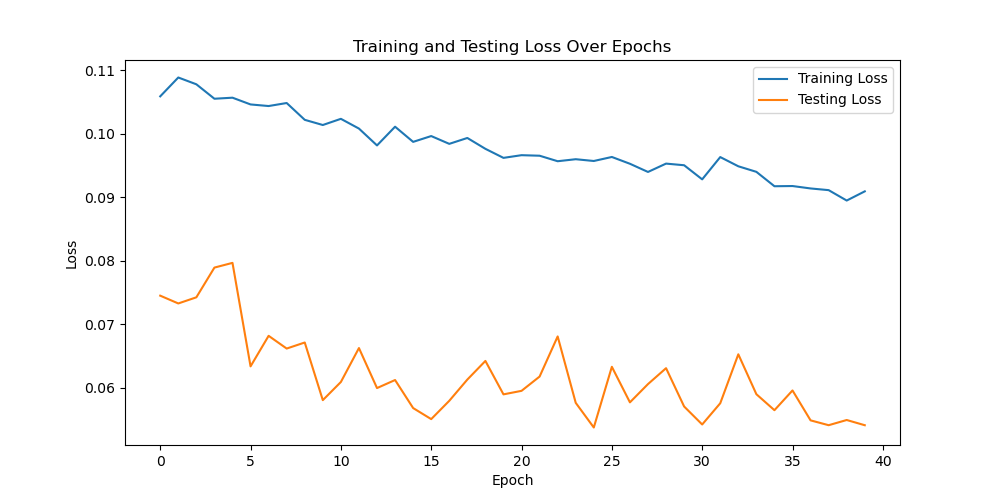 Training and Testing Loss Over Epochs
Training Loss
Testing Loss
0.11
0.10
0.09
0.08
0.07
0.06
Loss
0 5 10 15 20 25 30 35 40
Epoch